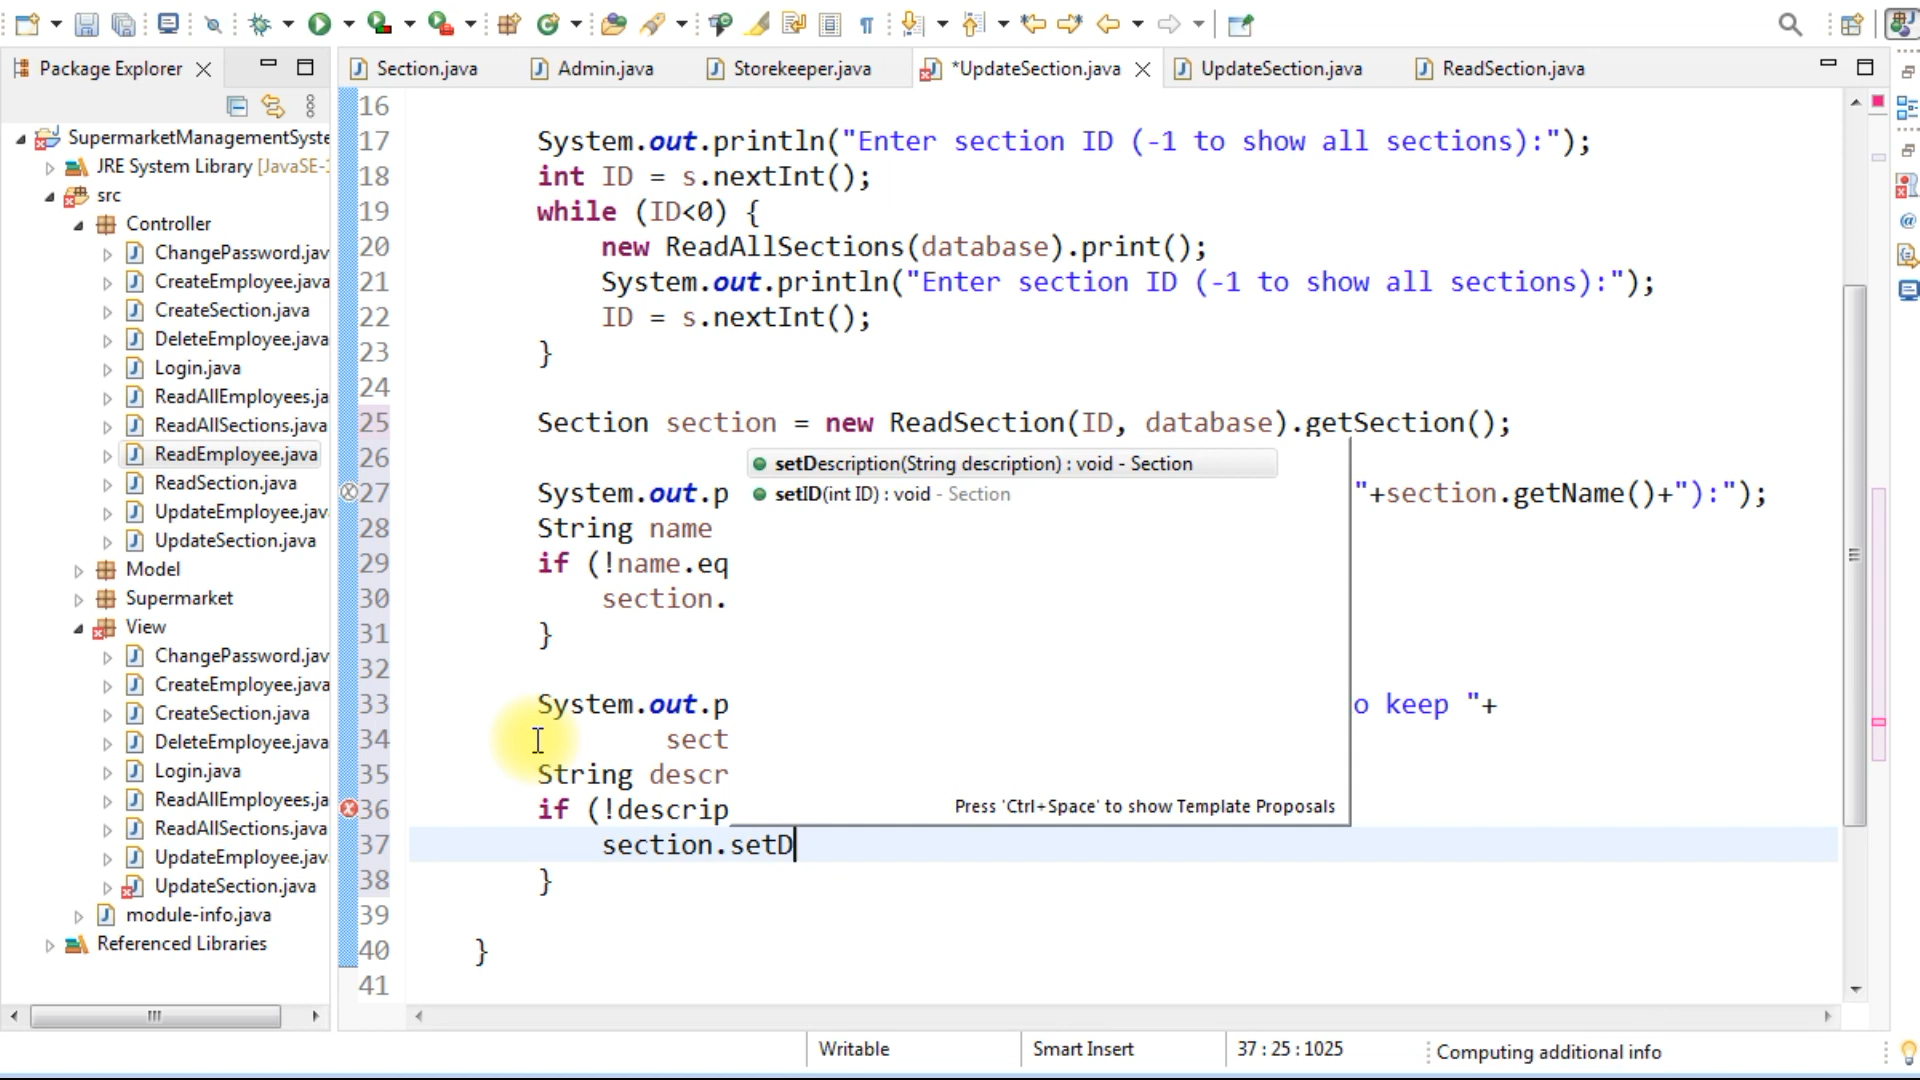 Package Explorer
SupermarketManagementSyste
JRE System Library [JavaSE-1
src
Controller
ChangePassword.jav
CreateEmployee.java
CreateSection.java
DeleteEmployee.java
Login.java
ReadAllEmployees.ja
ReadAllSections.java
ReadEmployee.java
ReadSection.java
UpdateEmployee.jav
UpdateSection.java
Model
Supermarket
View
ChangePassword.jav
CreateEmployee.java
CreateSection.java
DeleteEmployee.java
Login.java
ReadAllEmployees.ja
ReadAllSections.java
UpdateEmployee.jav
UpdateSection.java
module-info.java
Referenced Libraries
Section.java Admin.java Storekeeper.java *UpdateSection.java UpdateSection.java ReadSection.java
16
17 System.out.println("Enter section ID (-1 to show all sections):");
18 int ID = s.nextInt();
19 while (ID<0) {
20 new ReadAllSections(database).print();
21 System.out.println("Enter section ID (-1 to show all sections):");
22 ID = s.nextInt();
23 }
24
25 Section section = new ReadSection(ID, database).getSection();
26
27 System.out.p "+section.getName()+"):");
28 String name
29 if (!name.eq
30 section.
31 }
32
33 System.out.p o keep "+
34 sect
35 String descr
36 if (!descrip
37 section.setD
38 }
39
40 }
41
setDescription(String description) : void - Section
setID(int ID) : void - Section
Press 'Ctrl+Space' to show Template Proposals
Writable Smart Insert 37 : 25 : 1025 Computing additional info